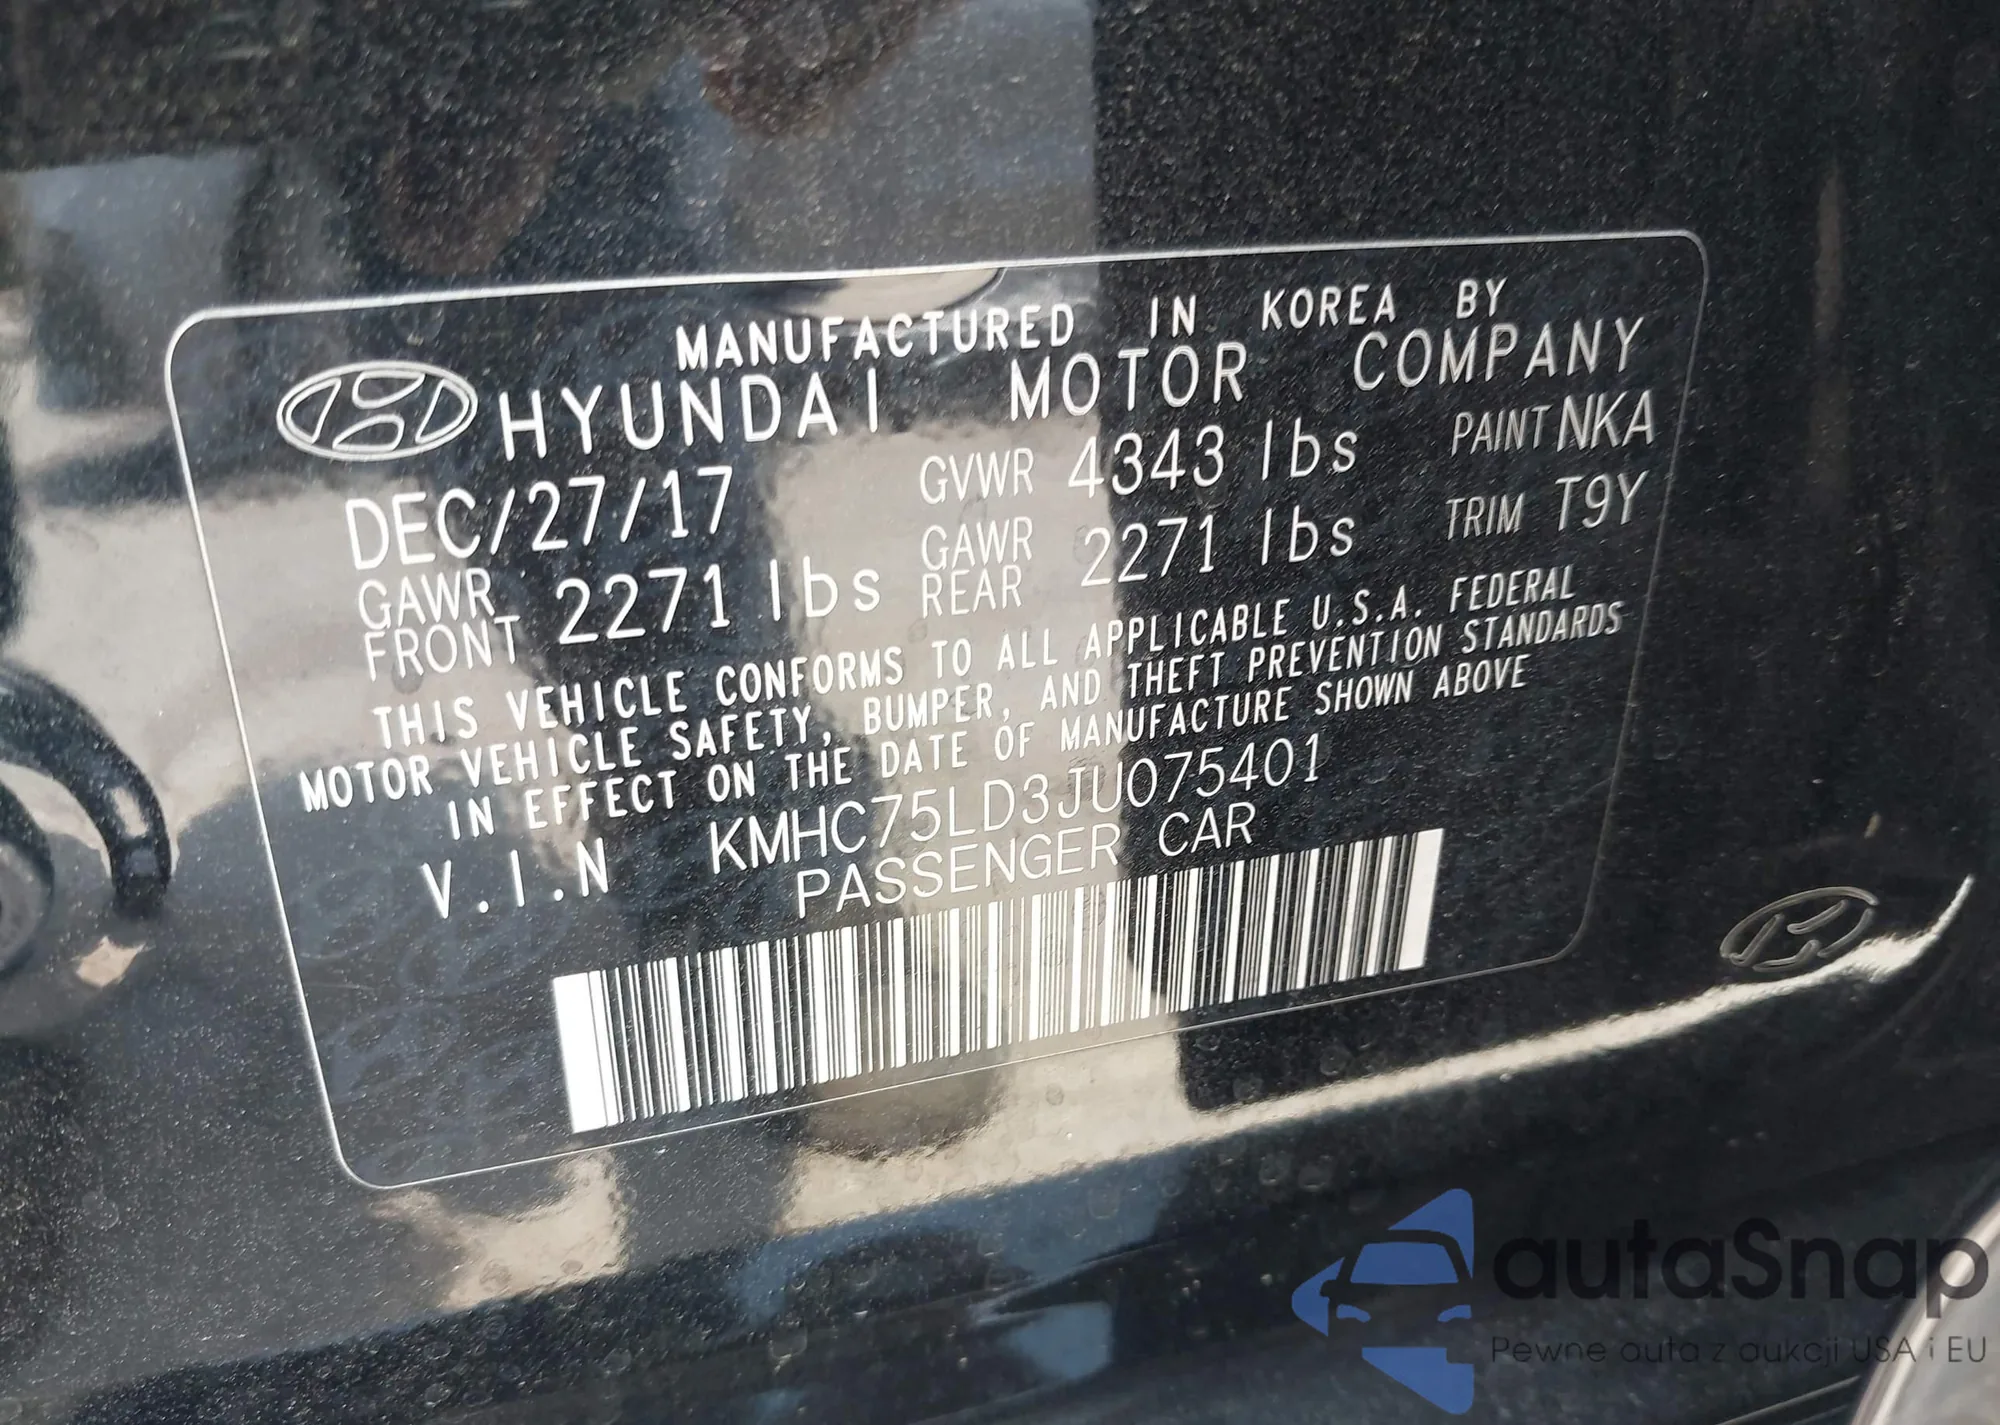 MANUFACTURED IN KOREA BY
HYUNDAI MOTOR COMPANY
DEC/27/17 GVWR 4343 lbs PAINT NKA
GAWR FRONT 2271 lbs GAWR REAR 2271 lbs TRIM T9Y
THIS VEHICLE CONFORMS TO ALL APPLICABLE U.S.A. FEDERAL
MOTOR VEHICLE SAFETY, BUMPER, AND THEFT PREVENTION STANDARDS
IN EFFECT ON THE DATE OF MANUFACTURE SHOWN ABOVE
V.I.N KMHC75LD3JU075401
PASSENGER CAR
autaSnap
Pewne auta z aukcji USA i EU